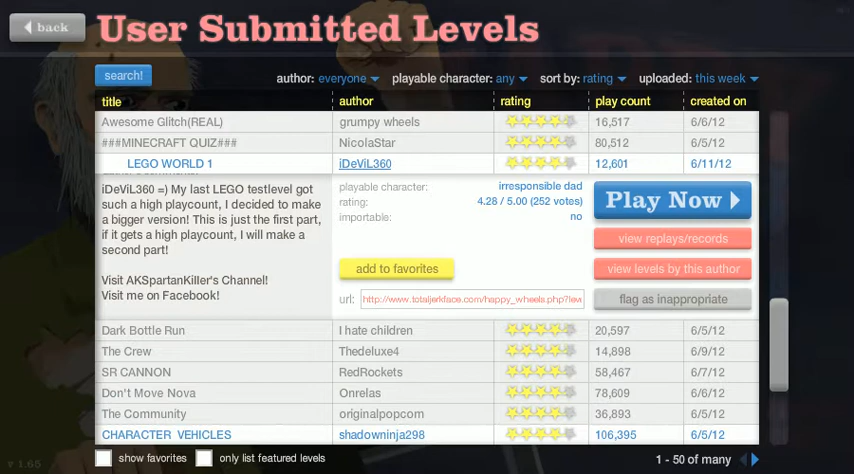 back
User Submitted Levels
search!
author: everyone playable character: any sort by: rating uploaded: this week
title author rating play count created on
Awesome Glitch(REAL) grumpy wheels 16,517 6/6/12
###MINECRAFT QUIZ### NicolaStar 80,512 6/5/12
LEGO WORLD 1 iDeViL360 12,601 6/11/12
iDeViL360 =) My last LEGO testlevel got
such a high playcount, I decided to make
a bigger version! This is just the first part,
if it gets a high playcount, I will make a
second part!
Visit AKSpartanKiller's Channel!
Visit me on Facebook!
playable character: irresponsible dad
rating: 4.28 / 5.00 (252 votes)
importable: no
add to favorites
url: http://www.totaljerkface.com/happy_wheels.php?lev
Play Now
view replays/records
view levels by this author
flag as inappropriate
Dark Bottle Run I hate children 20,597 6/5/12
The Crew Thedeluxe4 14,898 6/9/12
SR CANNON RedRockets 58,467 6/7/12
Don't Move Nova Onrelas 78,609 6/6/12
The Community originalpopcorn 36,893 6/5/12
CHARACTER VEHICLES shadowninja298 106,395 6/5/12
show favorites only list featured levels 1 - 50 of many
v 1.65